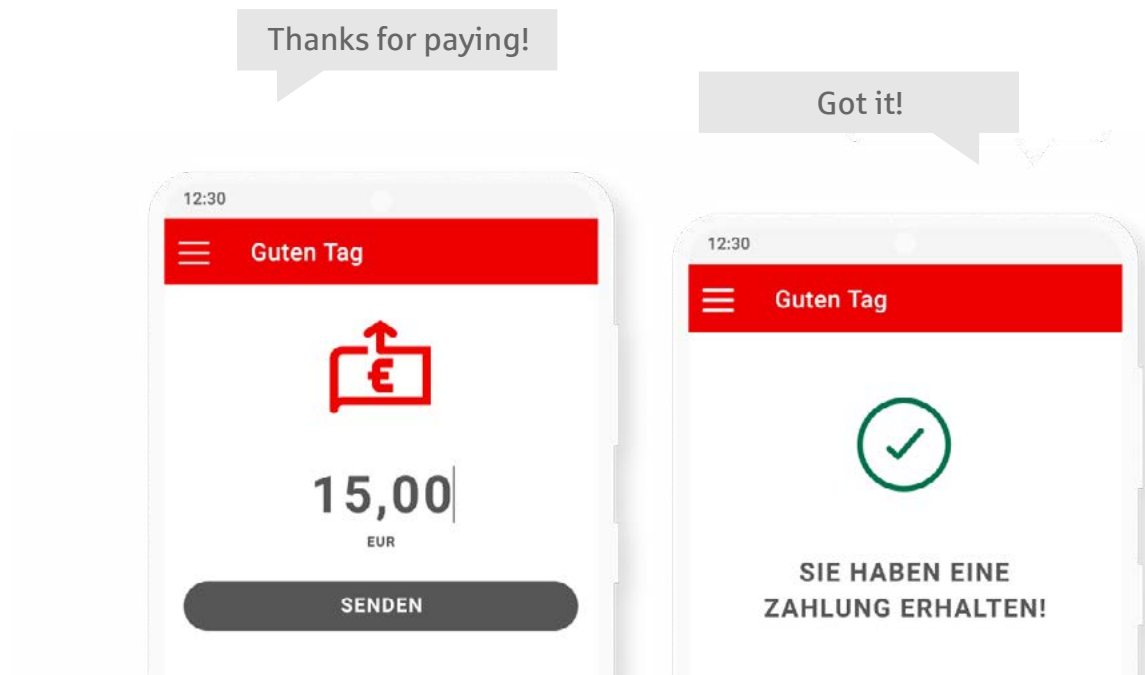 Thanks for paying!
Got it!
12:30
Guten Tag
€
15,00
EUR
SENDEN
12:30
Guten Tag
SIE HABEN EINE
ZAHLUNG ERHALTEN!